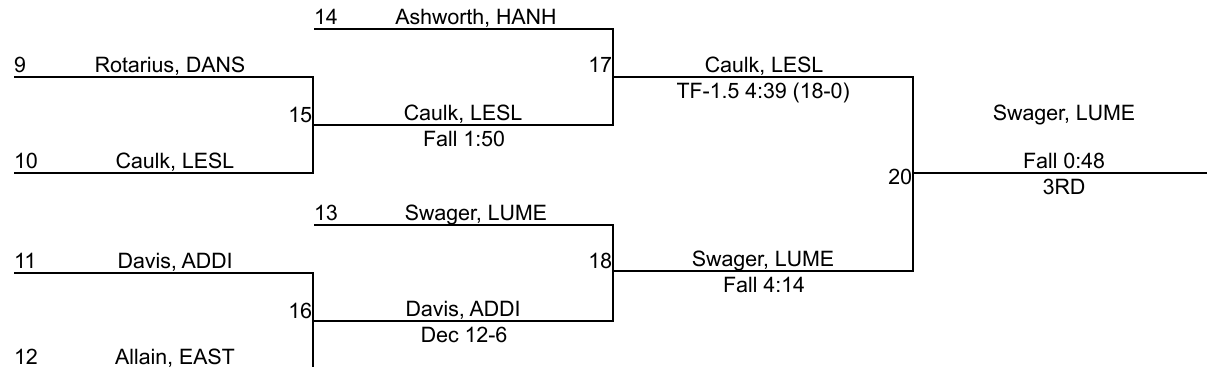 14 Ashworth, HANH
9 Rotarius, DANS
17 Caulk, LESL
TF-1.5 4:39 (18-0)
15 Caulk, LESL
Fall 1:50
Swager, LUME
10 Caulk, LESL
Fall 0:48
20
3RD
13 Swager, LUME
11 Davis, ADDI
18 Swager, LUME
Fall 4:14
16 Davis, ADDI
Dec 12-6
12 Allain, EAST